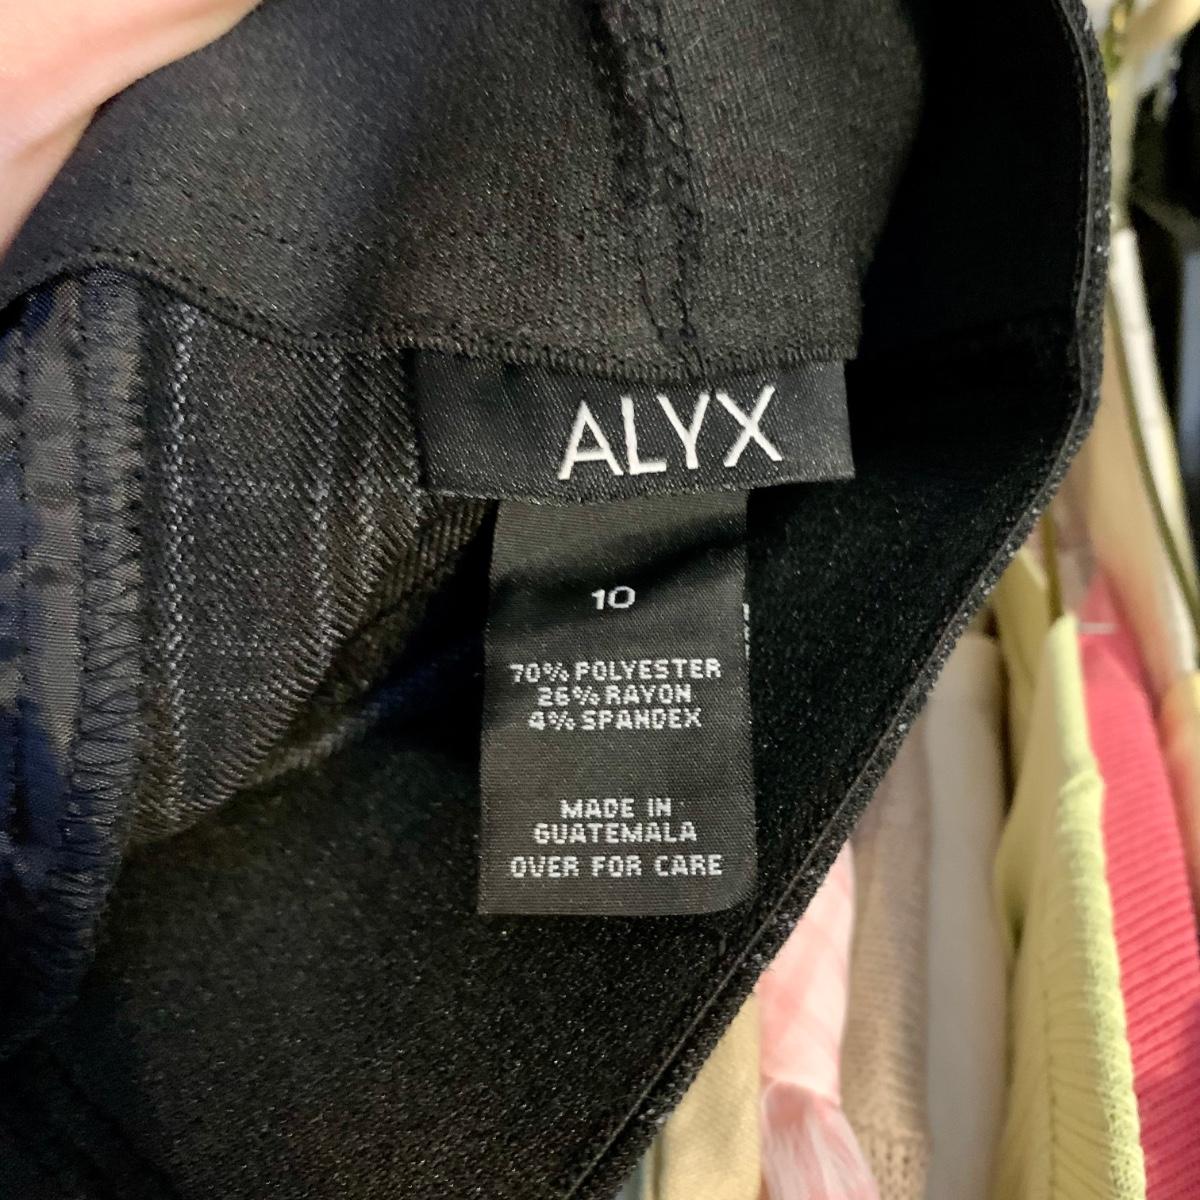 ALYX
10
70% POLYESTER
26% RAYON
4% SPANDEX
MADE IN
GUATEMALA
OVER FOR CARE